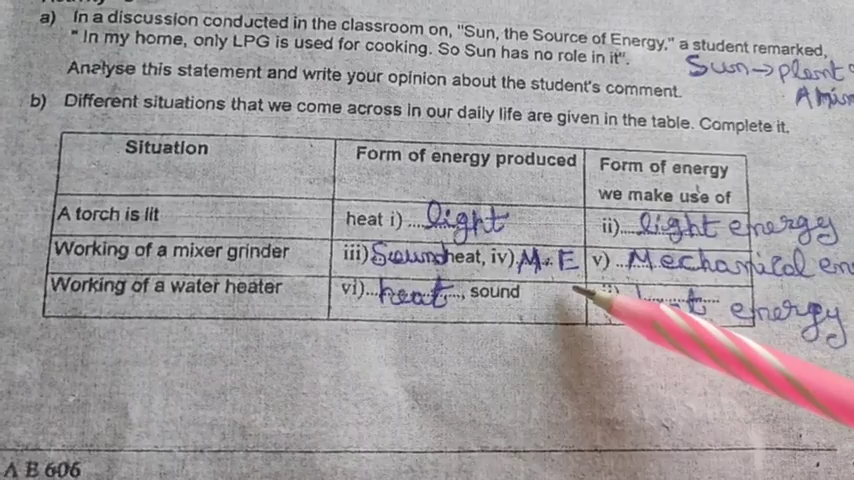 a) In a discussion conducted in the classroom on, "Sun, the Source of Energy," a student remarked,
" In my home, only LPG is used for cooking. So Sun has no role in it".
Sun→plant
Analyse this statement and write your opinion about the student's comment.
b) Different situations that we come across in our daily life are given in the table. Complete it.
Situation Form of energy produced Form of energy
we make use of
A torch is lit heat i) ....light ii)....light energy
Working of a mixer grinder iii) Sound heat, iv) M.E v) ..Mechanical en
Working of a water heater vi)...heat...., sound energy
A B 606